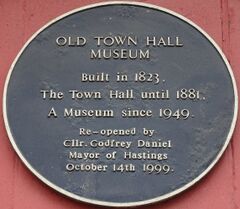 OLD TOWN HALL
MUSEUM
Built in 1823.
The Town Hall until 1881.
A Museum since 1949.
Re-opened by
Cllr. Godfrey Daniel
Mayor of Hastings
October 14th 1999.